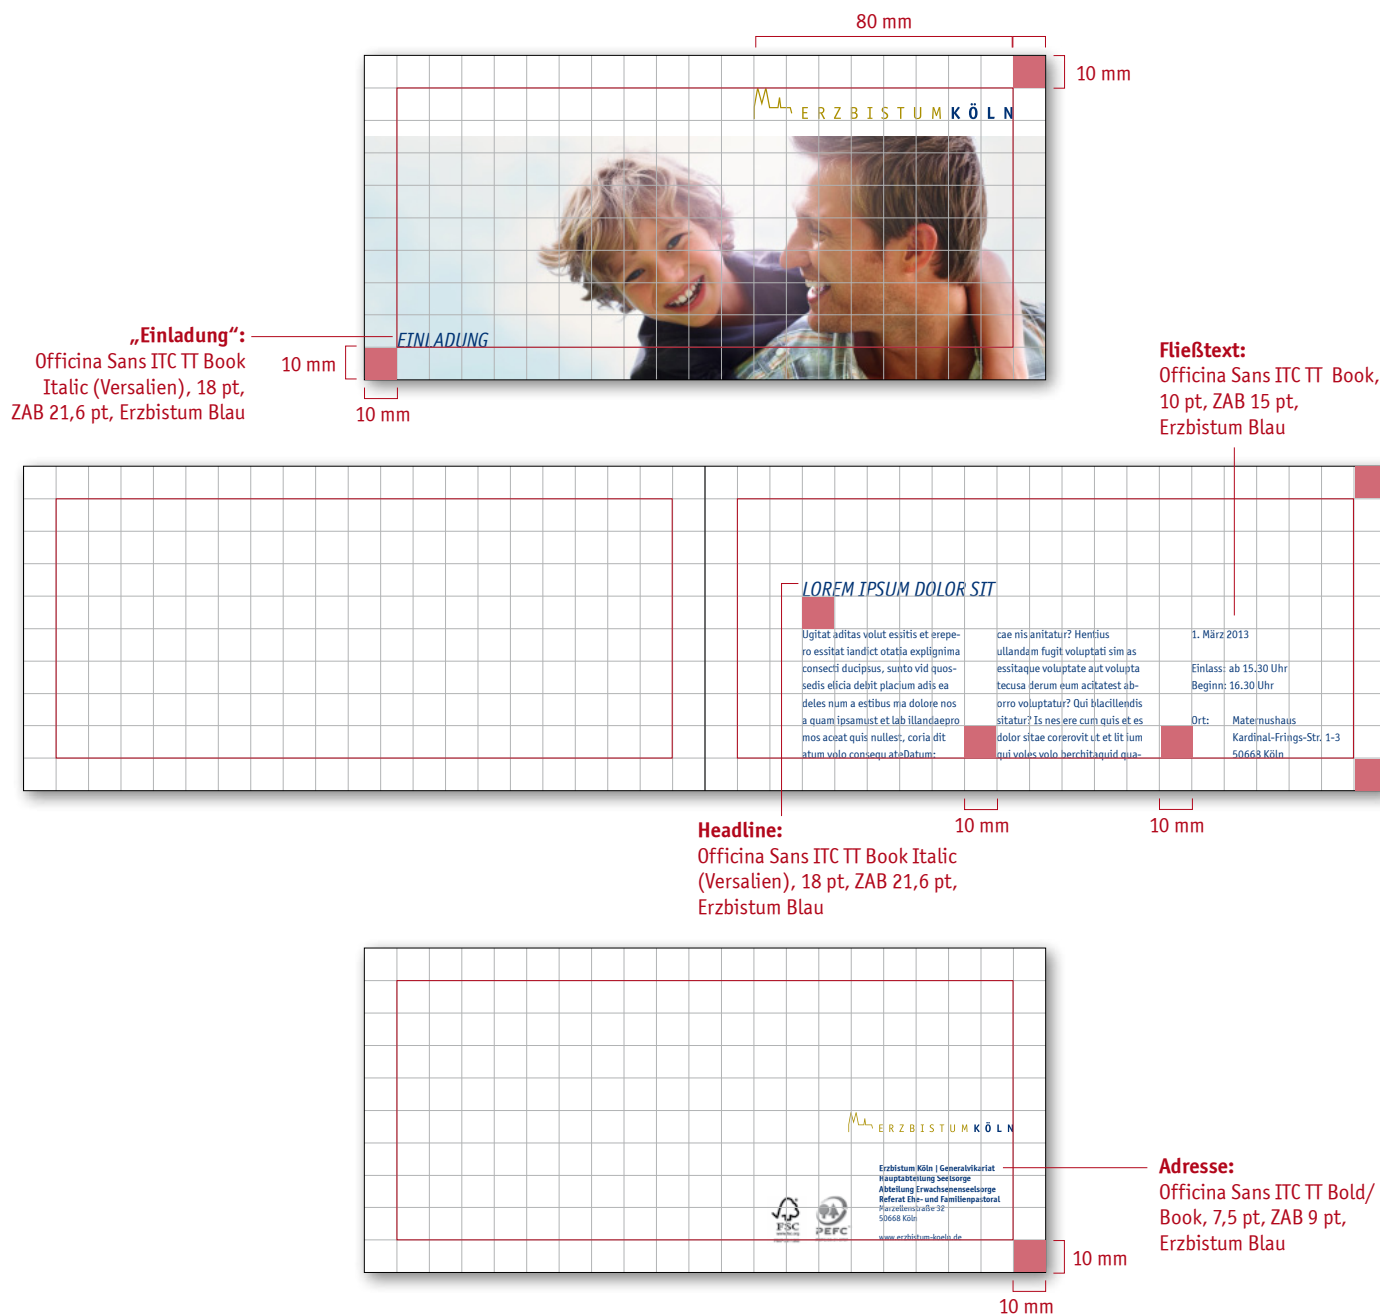 80 mm
10 mm
ERZBISTUM KÖLN
EINLADUNG
„Einladung“:
Officina Sans ITC TT Book
Italic (Versalien), 18 pt,
ZAB 21,6 pt, Erzbistum Blau
10 mm
10 mm
Fließtext:
Officina Sans ITC TT Book,
10 pt, ZAB 15 pt,
Erzbistum Blau
LOREM IPSUM DOLOR SIT
Ugitat aditas volut essitis et erepe-
ro essitat iandict otatia explignima
consecti ducipsus, sunto vid quos-
sedis elicia debit placium adis ea
deles num a estibus ma dolore nos
a quam ipsamust et lab illandaepro
mos aceat quis nullest, coria dit
atum volo consequ ateDatum:
cae nis anitatur? Hentius
ullandam fugit voluptati sim as
essitaque voluptate aut volupta
tecusa derum eum acitatest ab-
orro voluptatur? Qui blacillendis
sitatur? Is nes ere cum quis et es
dolor sitae corerovit ut et lit ium
qui voles volo berchitaquid qua-
1. März 2013
Einlass: ab 15.30 Uhr
Beginn: 16.30 Uhr
Ort: Maternushaus
Kardinal-Frings-Str. 1-3
50668 Köln
10 mm
10 mm
Headline:
Officina Sans ITC TT Book Italic
(Versalien), 18 pt, ZAB 21,6 pt,
Erzbistum Blau
ERZBISTUM KÖLN
Erzbistum Köln | Generalvikariat
Hauptabteilung Seelsorge
Abteilung Erwachsenenseelsorge
Referat Ehe- und Familienpastoral
Marzellenstraße 32
50668 Köln
www.erzbistum-koeln.de
FSC
PEFC
Adresse:
Officina Sans ITC TT Bold/
Book, 7,5 pt, ZAB 9 pt,
Erzbistum Blau
10 mm
10 mm